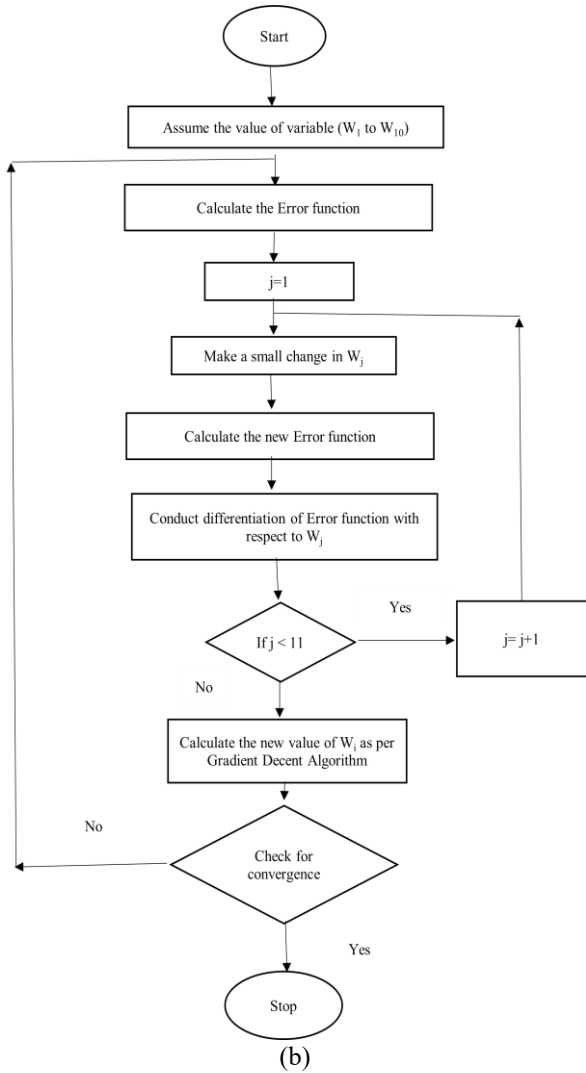 Start
Assume the value of variable (W₁ to W₁₀)
Calculate the Error function
j=1
Make a small change in Wⱼ
Calculate the new Error function
Conduct differentiation of Error function with
respect to Wⱼ
If j < 11
Yes
j= j+1
No
Calculate the new value of Wᵢ as per
Gradient Decent Algorithm
No
Check for
convergence
Yes
Stop
(b)